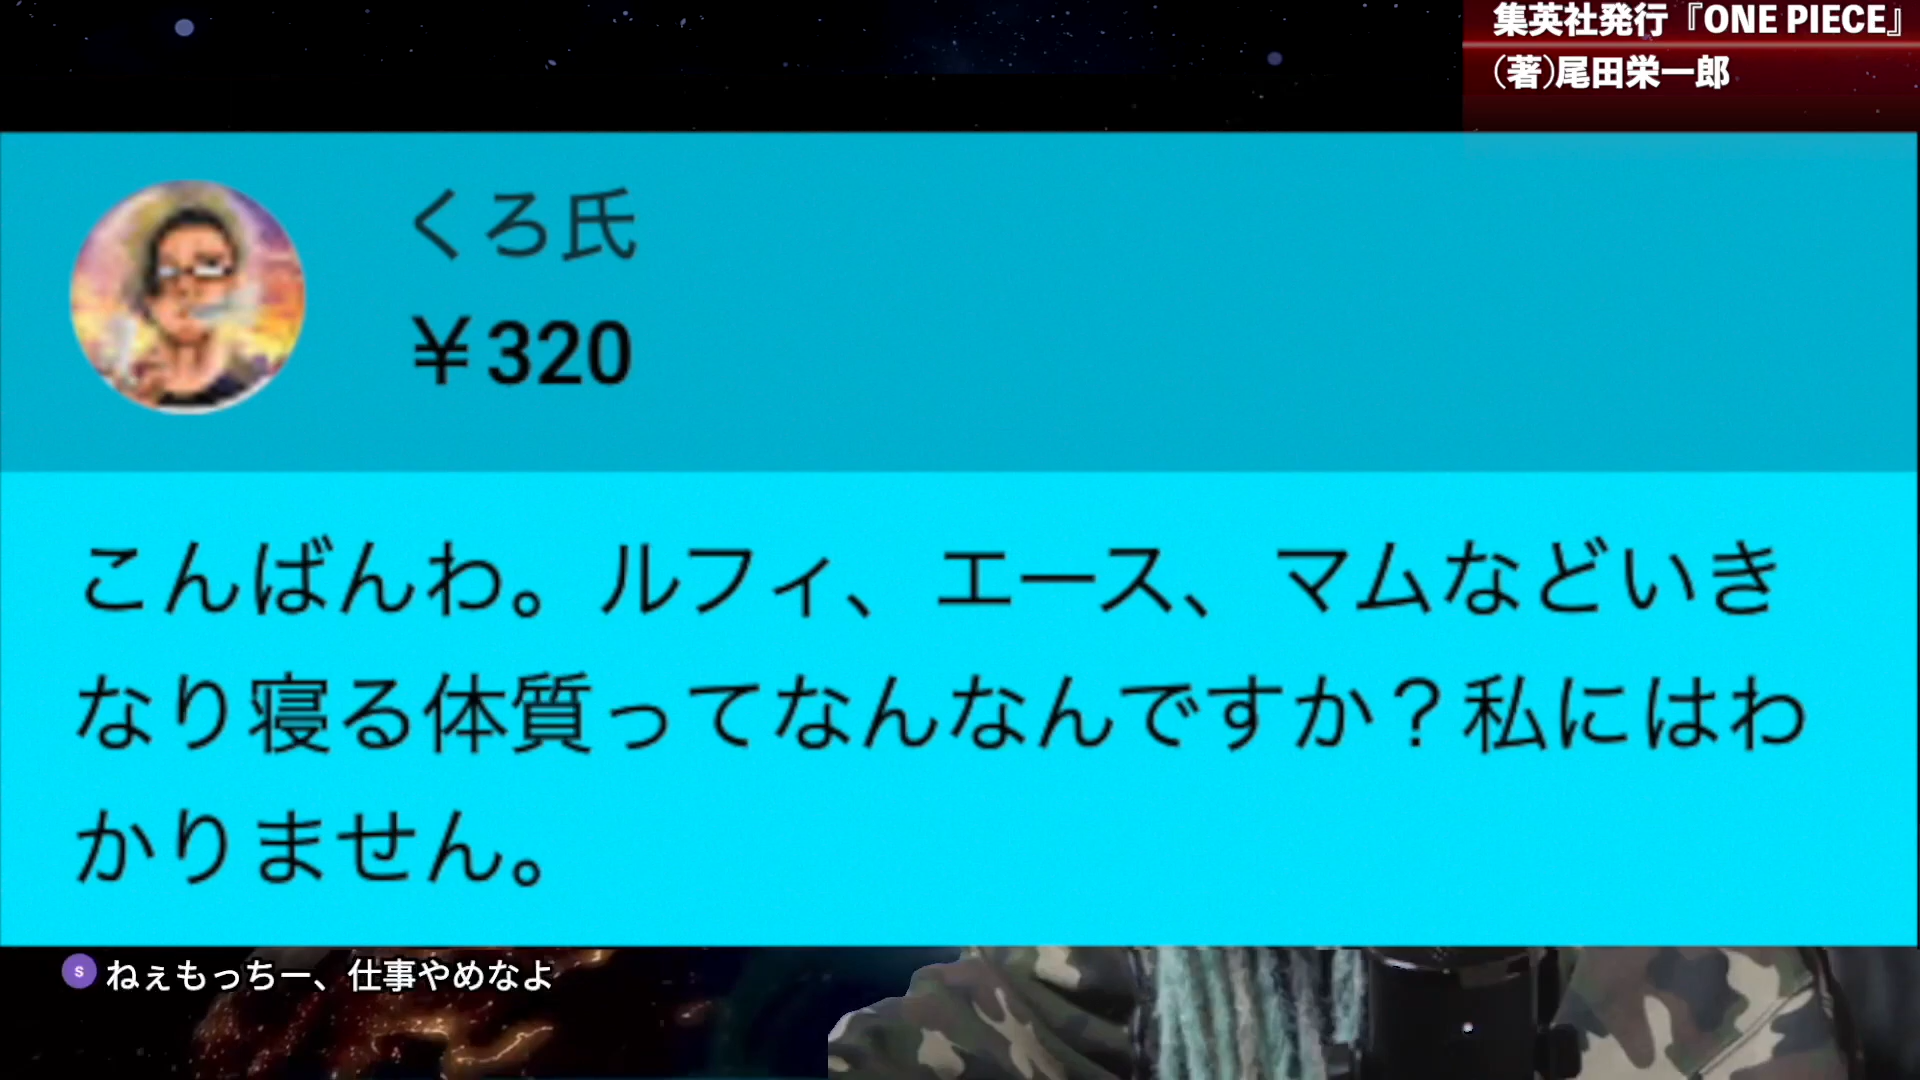 集英社発行『ONE PIECE』
(著)尾田栄一郎
くろ氏
￥320
こんばんわ。ルフィ、エース、マムなどいき
なり寝る体質ってなんなんですか？私にはわ
かりません。
S ねぇもっちー、仕事やめなよ